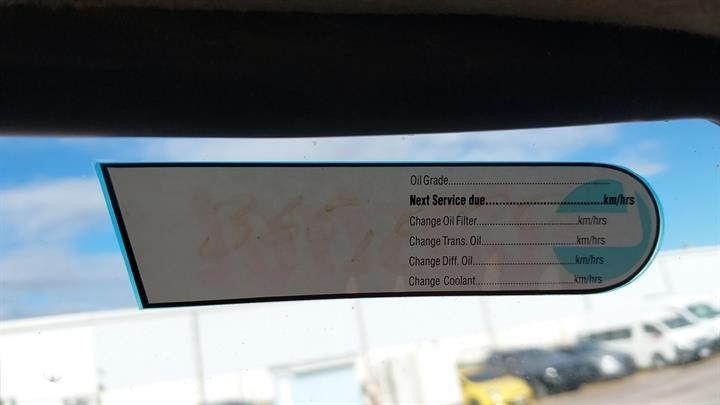 Oil Grade..................................................
Next Service due..................................km/hrs
Change Oil Filter..................................km/hrs
Change Trans. Oil................................km/hrs
Change Diff. Oil...................................km/hrs
Change Coolant...................................km/hrs